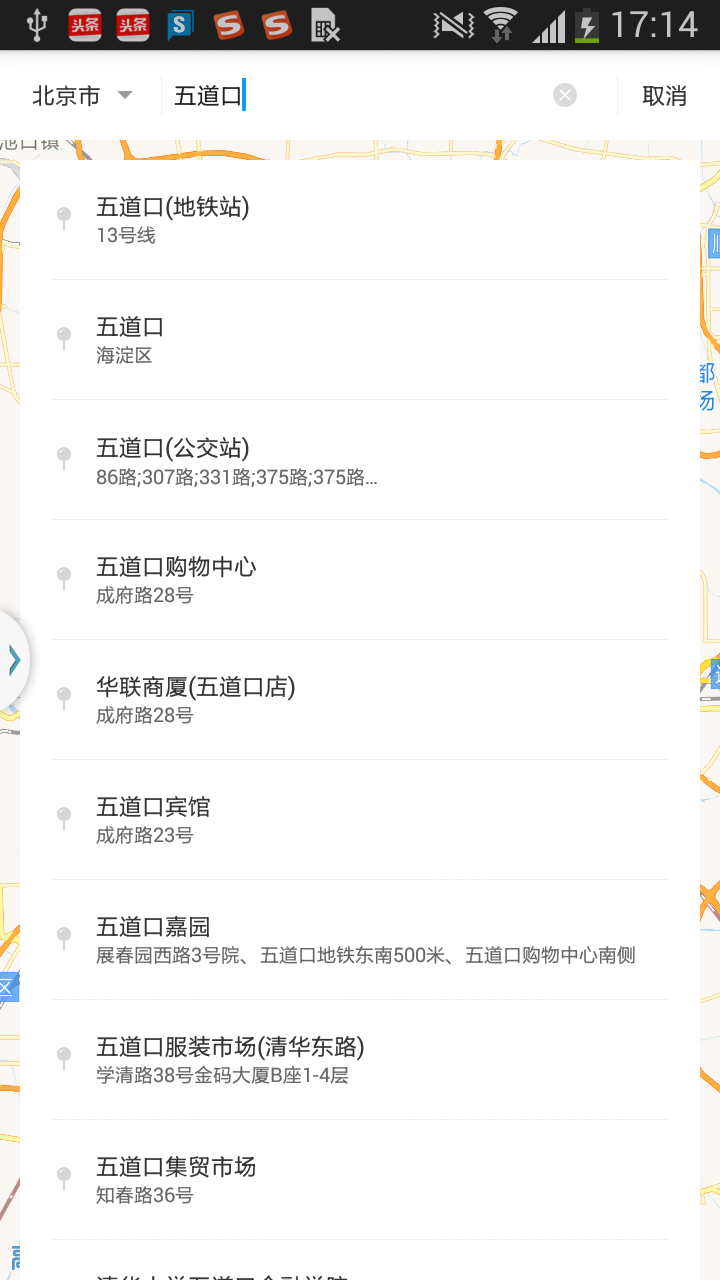 头条 头条 S S S 17:14
北京市 五道口 取消
五道口(地铁站)
13号线
五道口
海淀区
五道口(公交站)
86路;307路;331路;375路;375路...
五道口购物中心
成府路28号
华联商厦(五道口店)
成府路28号
五道口宾馆
成府路23号
五道口嘉园
展春园西路3号院、五道口地铁东南500米、五道口购物中心南侧
五道口服装市场(清华东路)
学清路38号金码大厦B座1-4层
五道口集贸市场
知春路36号